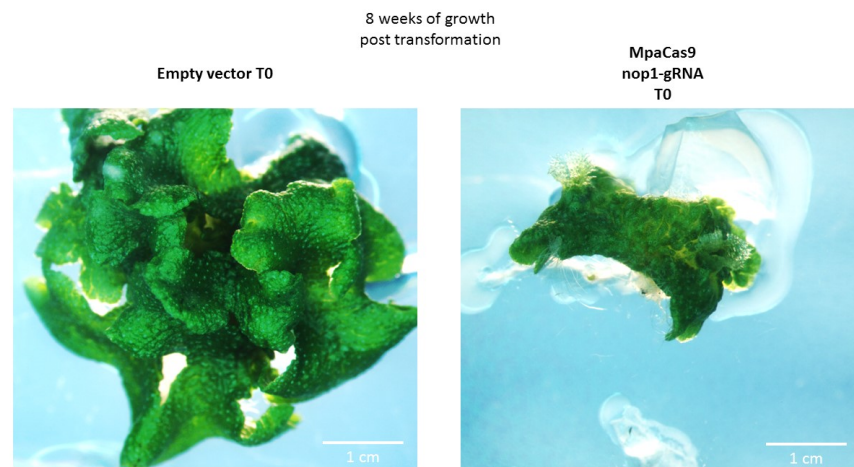 8 weeks of growth
post transformation
Empty vector T0
MpaCas9
nop1-gRNA
T0
1 cm
1 cm